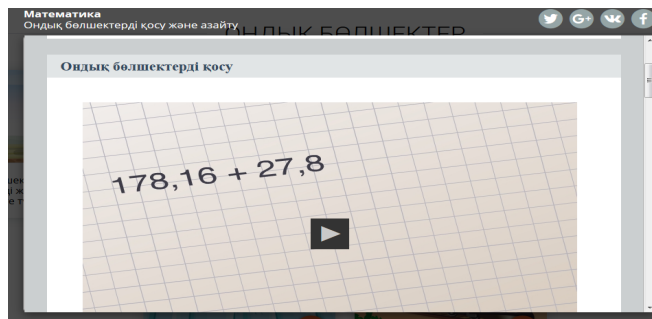 Математика
Ондық бөлшектерді қосу және азайту
ОНДЫҚ БӨЛШЕКТЕР
Ондық бөлшектерді қосу
178,16 + 27,8